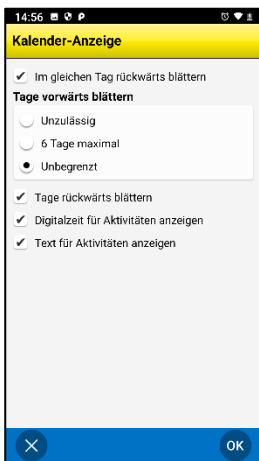 14:56
Kalender-Anzeige
Im gleichen Tag rückwärts blättern
Tage vorwärts blättern
Unzulässig
6 Tage maximal
Unbegrenzt
Tage rückwärts blättern
Digitalzeit für Aktivitäten anzeigen
Text für Aktivitäten anzeigen
OK